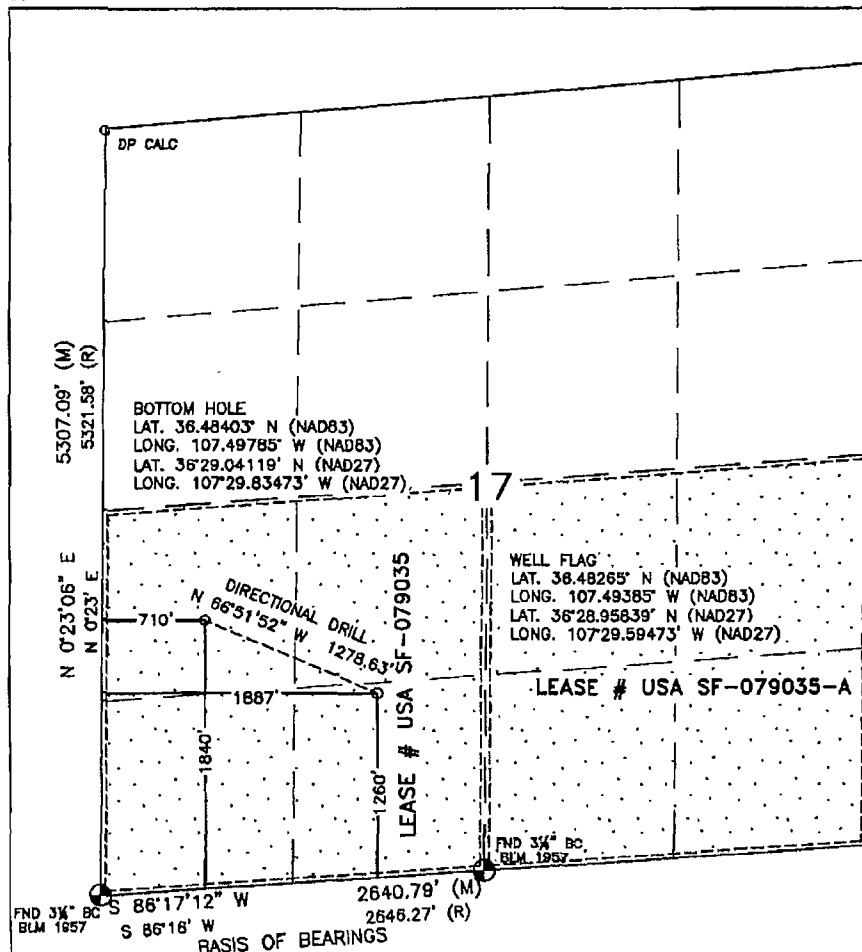 DP CALC
5307.09' (M)
5321.58' (R)
BOTTOM HOLE
LAT. 36.48403° N (NAD83)
LONG. 107.49785° W (NAD83)
LAT. 36°29.04119' N (NAD27)
LONG. 107°29.83473' W (NAD27)
17
WELL FLAG
LAT. 36.48265° N (NAD83)
LONG. 107.49385° W (NAD83)
LAT. 36°28.95839' N (NAD27)
LONG. 107°29.59473' W (NAD27)
N 0°23'06" E
N 0°23' E
DIRECTIONAL DRILL
N 66°51'52" W 1278.63'
710'
1887'
1840'
1260'
LEASE # USA SF-079035
LEASE # USA SF-079035-A
FND 3¼" BC
BLM 1957
FND 3¼" BC
BLM 1957
S 86°17'12" W
2640.79' (M)
S 86°16' W
2646.27' (R)
BASIS OF BEARINGS